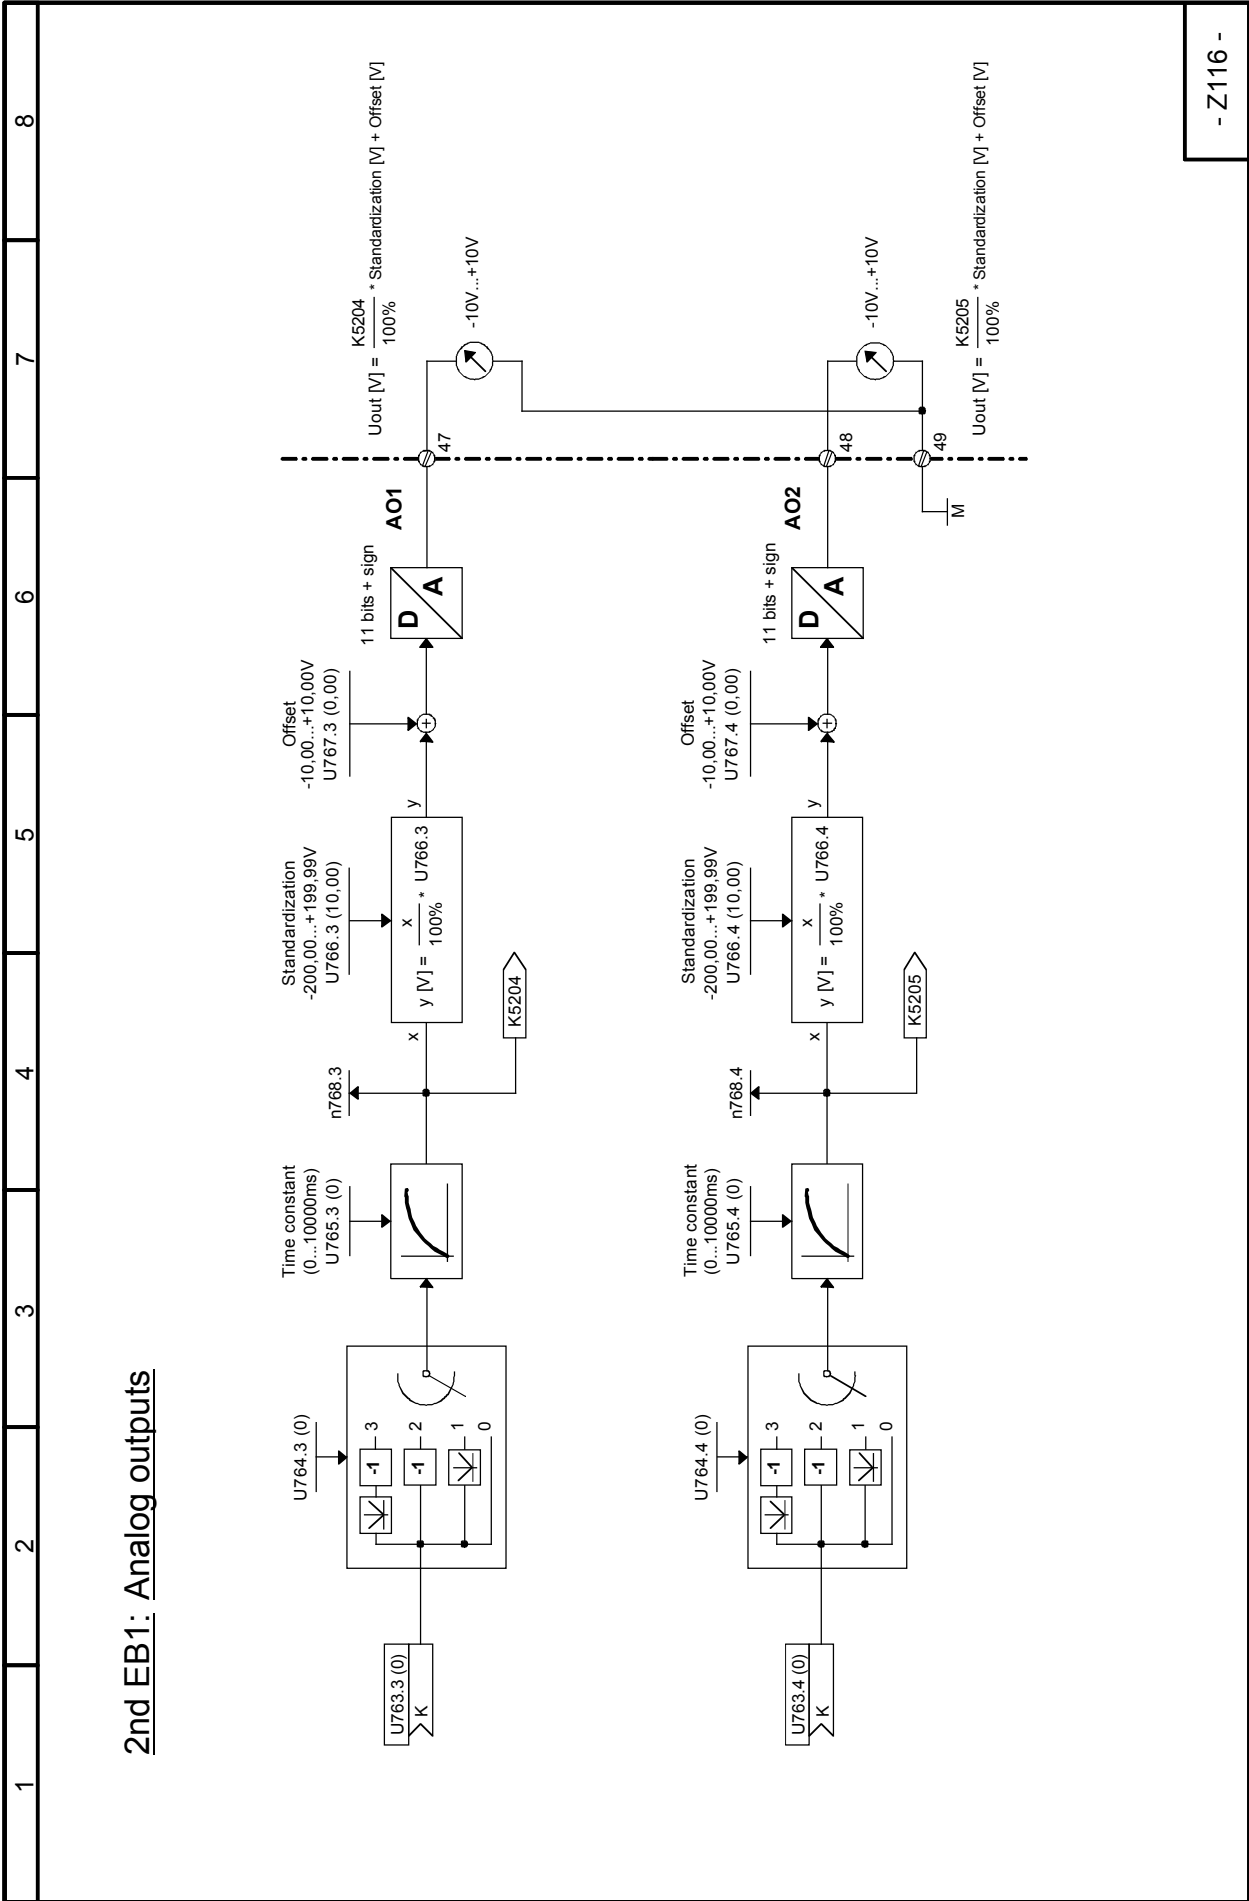 1 2 3 4 5 6 7 8
2nd EB1: Analog outputs
U763.3 (0)
K
U764.3 (0)
-1 3
-1 2
1
0
Time constant
(0...10000ms)
U765.3 (0)
n768.3
K5204
Standardization
-200,00...+199,99V
U766.3 (10,00)
x
y [V] = x / 100% * U766.3
y
Offset
-10,00...+10,00V
U767.3 (0,00)
+
11 bits + sign
D
A
AO1
47
-10V...+10V
Uout [V] = K5204 / 100% * Standardization [V] + Offset [V]
U763.4 (0)
K
U764.4 (0)
-1 3
-1 2
1
0
Time constant
(0...10000ms)
U765.4 (0)
n768.4
K5205
Standardization
-200,00...+199,99V
U766.4 (10,00)
x
y [V] = x / 100% * U766.4
y
Offset
-10,00...+10,00V
U767.4 (0,00)
+
11 bits + sign
D
A
AO2
48
49
M
-10V...+10V
Uout [V] = K5205 / 100% * Standardization [V] + Offset [V]
- Z116 -